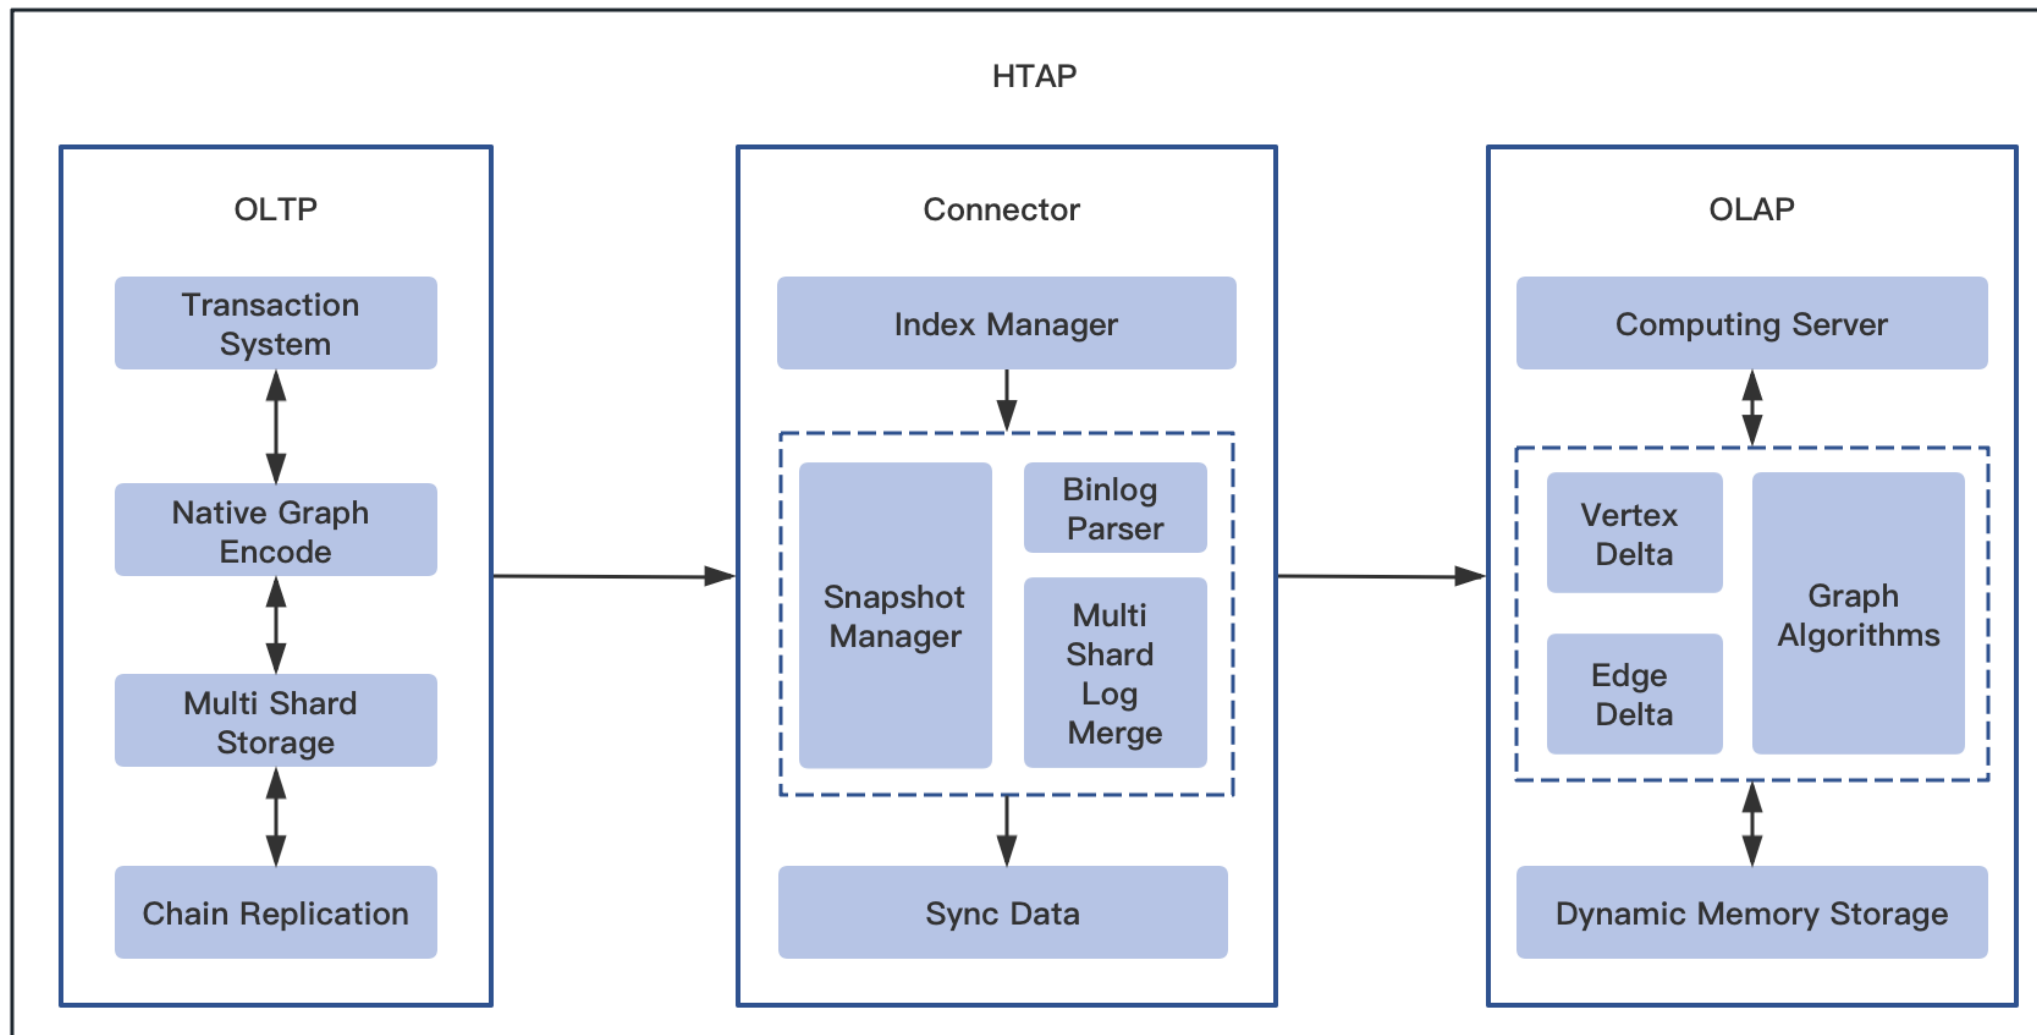 HTAP
OLTP
Transaction
System
Native Graph
Encode
Multi Shard
Storage
Chain Replication
Connector
Index Manager
Snapshot
Manager
Binlog
Parser
Multi
Shard
Log
Merge
Sync Data
OLAP
Computing Server
Vertex
Delta
Edge
Delta
Graph
Algorithms
Dynamic Memory Storage